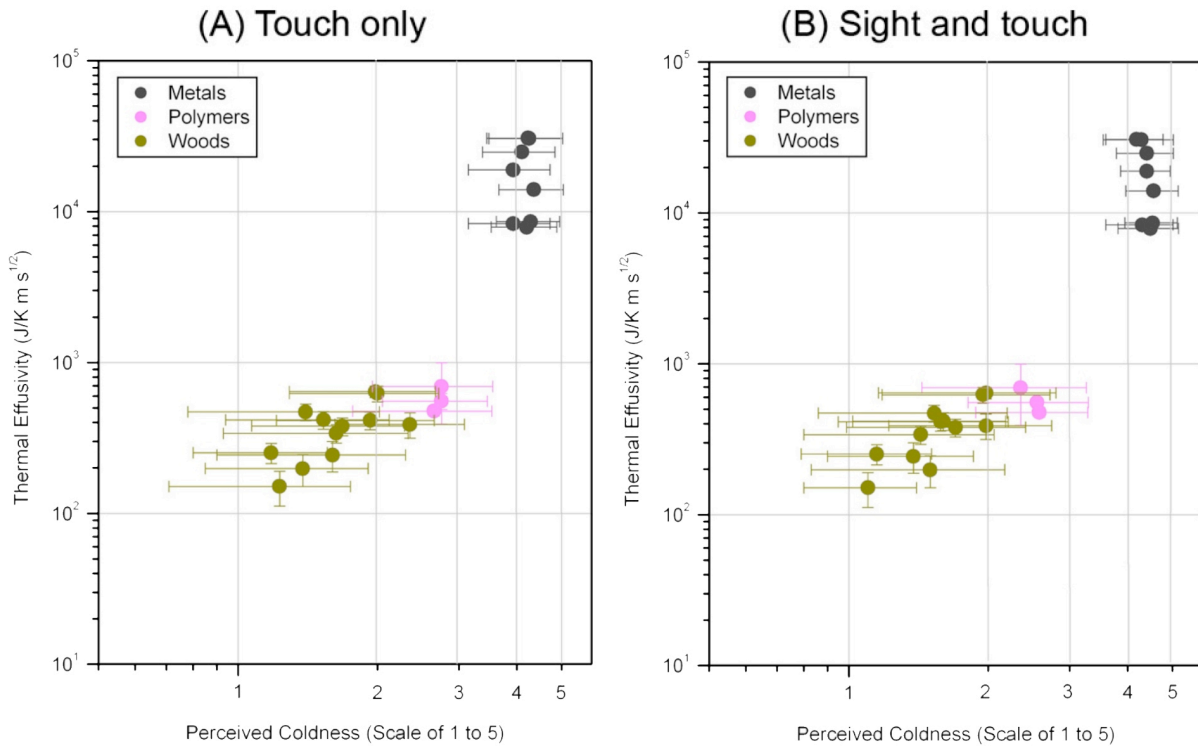 (A) Touch only
Metals
Polymers
Woods
10^5
10^4
10^3
10^2
10^1
Thermal Effusivity (J/K m s^1/2)
1
2
3
4
5
Perceived Coldness (Scale of 1 to 5)
(B) Sight and touch
Metals
Polymers
Woods
10^5
10^4
10^3
10^2
10^1
Thermal Effusivity (J/K m s^1/2)
1
2
3
4
5
Perceived Coldness (Scale of 1 to 5)